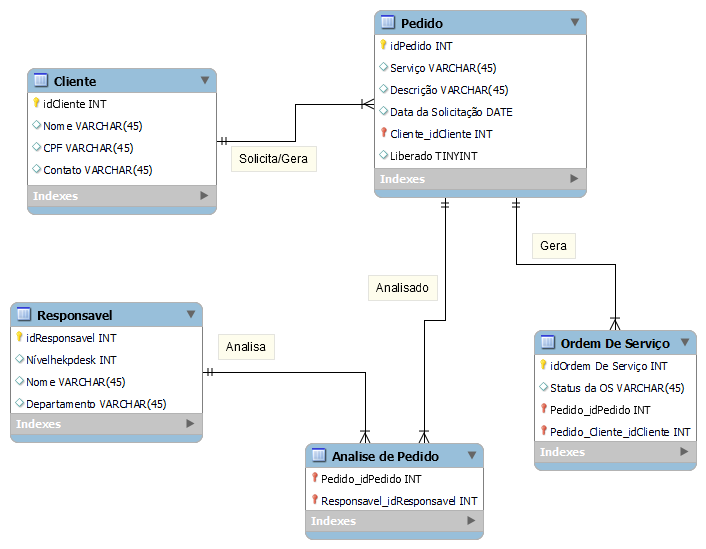 Pedido
idPedido INT
Serviço VARCHAR(45)
Descrição VARCHAR(45)
Data da Solicitação DATE
Cliente_idCliente INT
Liberado TINYINT
Indexes
Cliente
idCliente INT
Nome VARCHAR(45)
CPF VARCHAR(45)
Contato VARCHAR(45)
Indexes
Solicita/Gera
Gera
Analisado
Responsavel
idResponsavel INT
Nívelhekpdesk INT
Nome VARCHAR(45)
Departamento VARCHAR(45)
Indexes
Analisa
Ordem De Serviço
idOrdem De Serviço INT
Status da OS VARCHAR(45)
Pedido_idPedido INT
Pedido_Cliente_idCliente INT
Indexes
Analise de Pedido
Pedido_idPedido INT
Responsavel_idResponsavel INT
Indexes